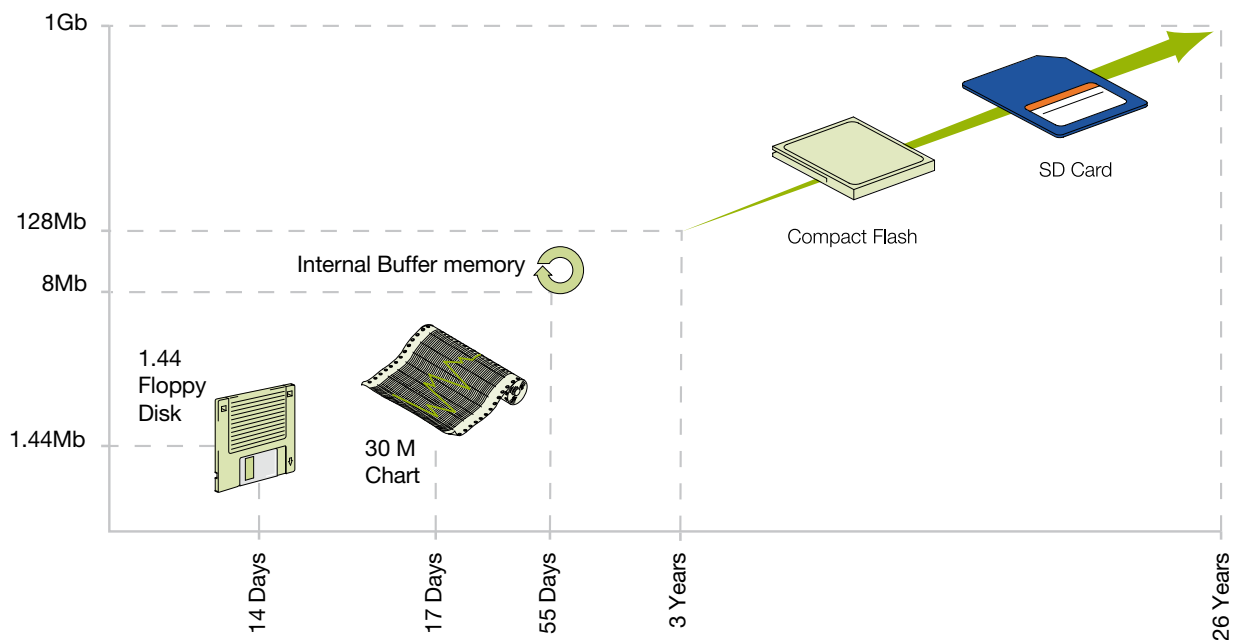 1Gb
SD Card
128Mb
Compact Flash
Internal Buffer memory
8Mb
1.44
Floppy
Disk
1.44Mb
30 M
Chart
14 Days
17 Days
55 Days
3 Years
26 Years